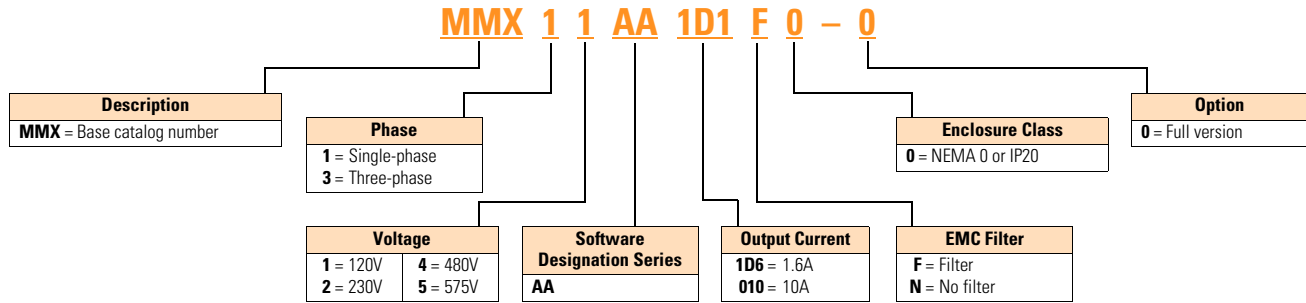 MMX 1 1 AA 1D1 F 0 – 0
Description
MMX = Base catalog number
Phase
1 = Single-phase
3 = Three-phase
Enclosure Class
0 = NEMA 0 or IP20
Option
0 = Full version
Voltage
1 = 120V 4 = 480V
2 = 230V 5 = 575V
Software
Designation Series
AA
Output Current
1D6 = 1.6A
010 = 10A
EMC Filter
F = Filter
N = No filter